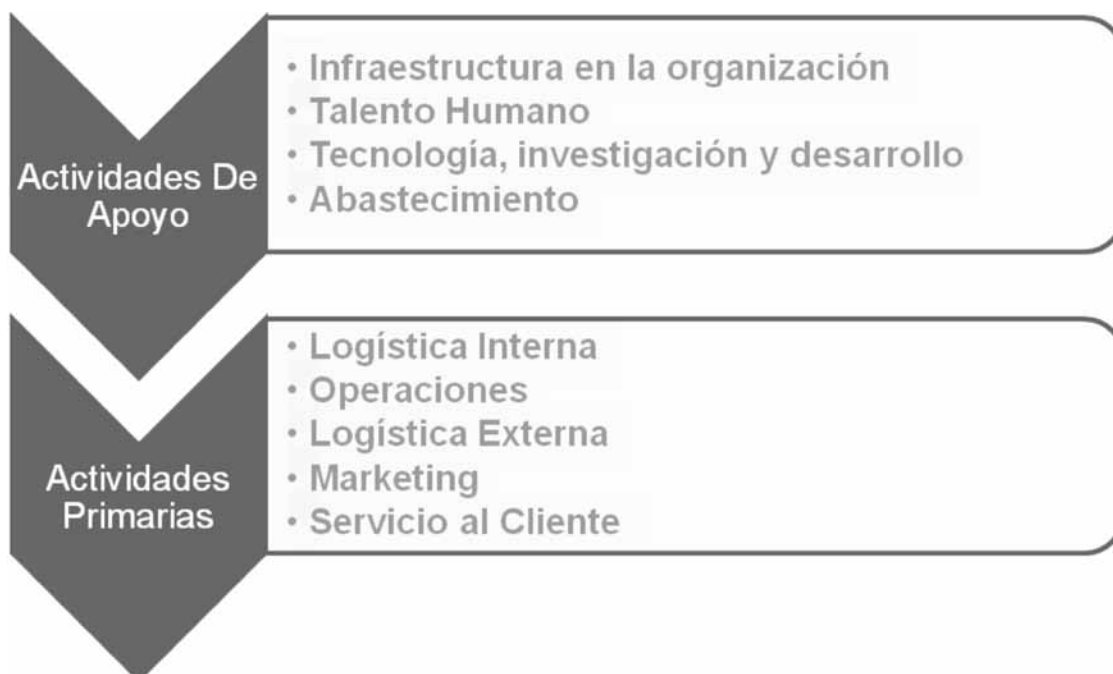 Actividades De
Apoyo
• Infraestructura en la organización
• Talento Humano
• Tecnología, investigación y desarrollo
• Abastecimiento
Actividades
Primarias
• Logística Interna
• Operaciones
• Logística Externa
• Marketing
• Servicio al Cliente